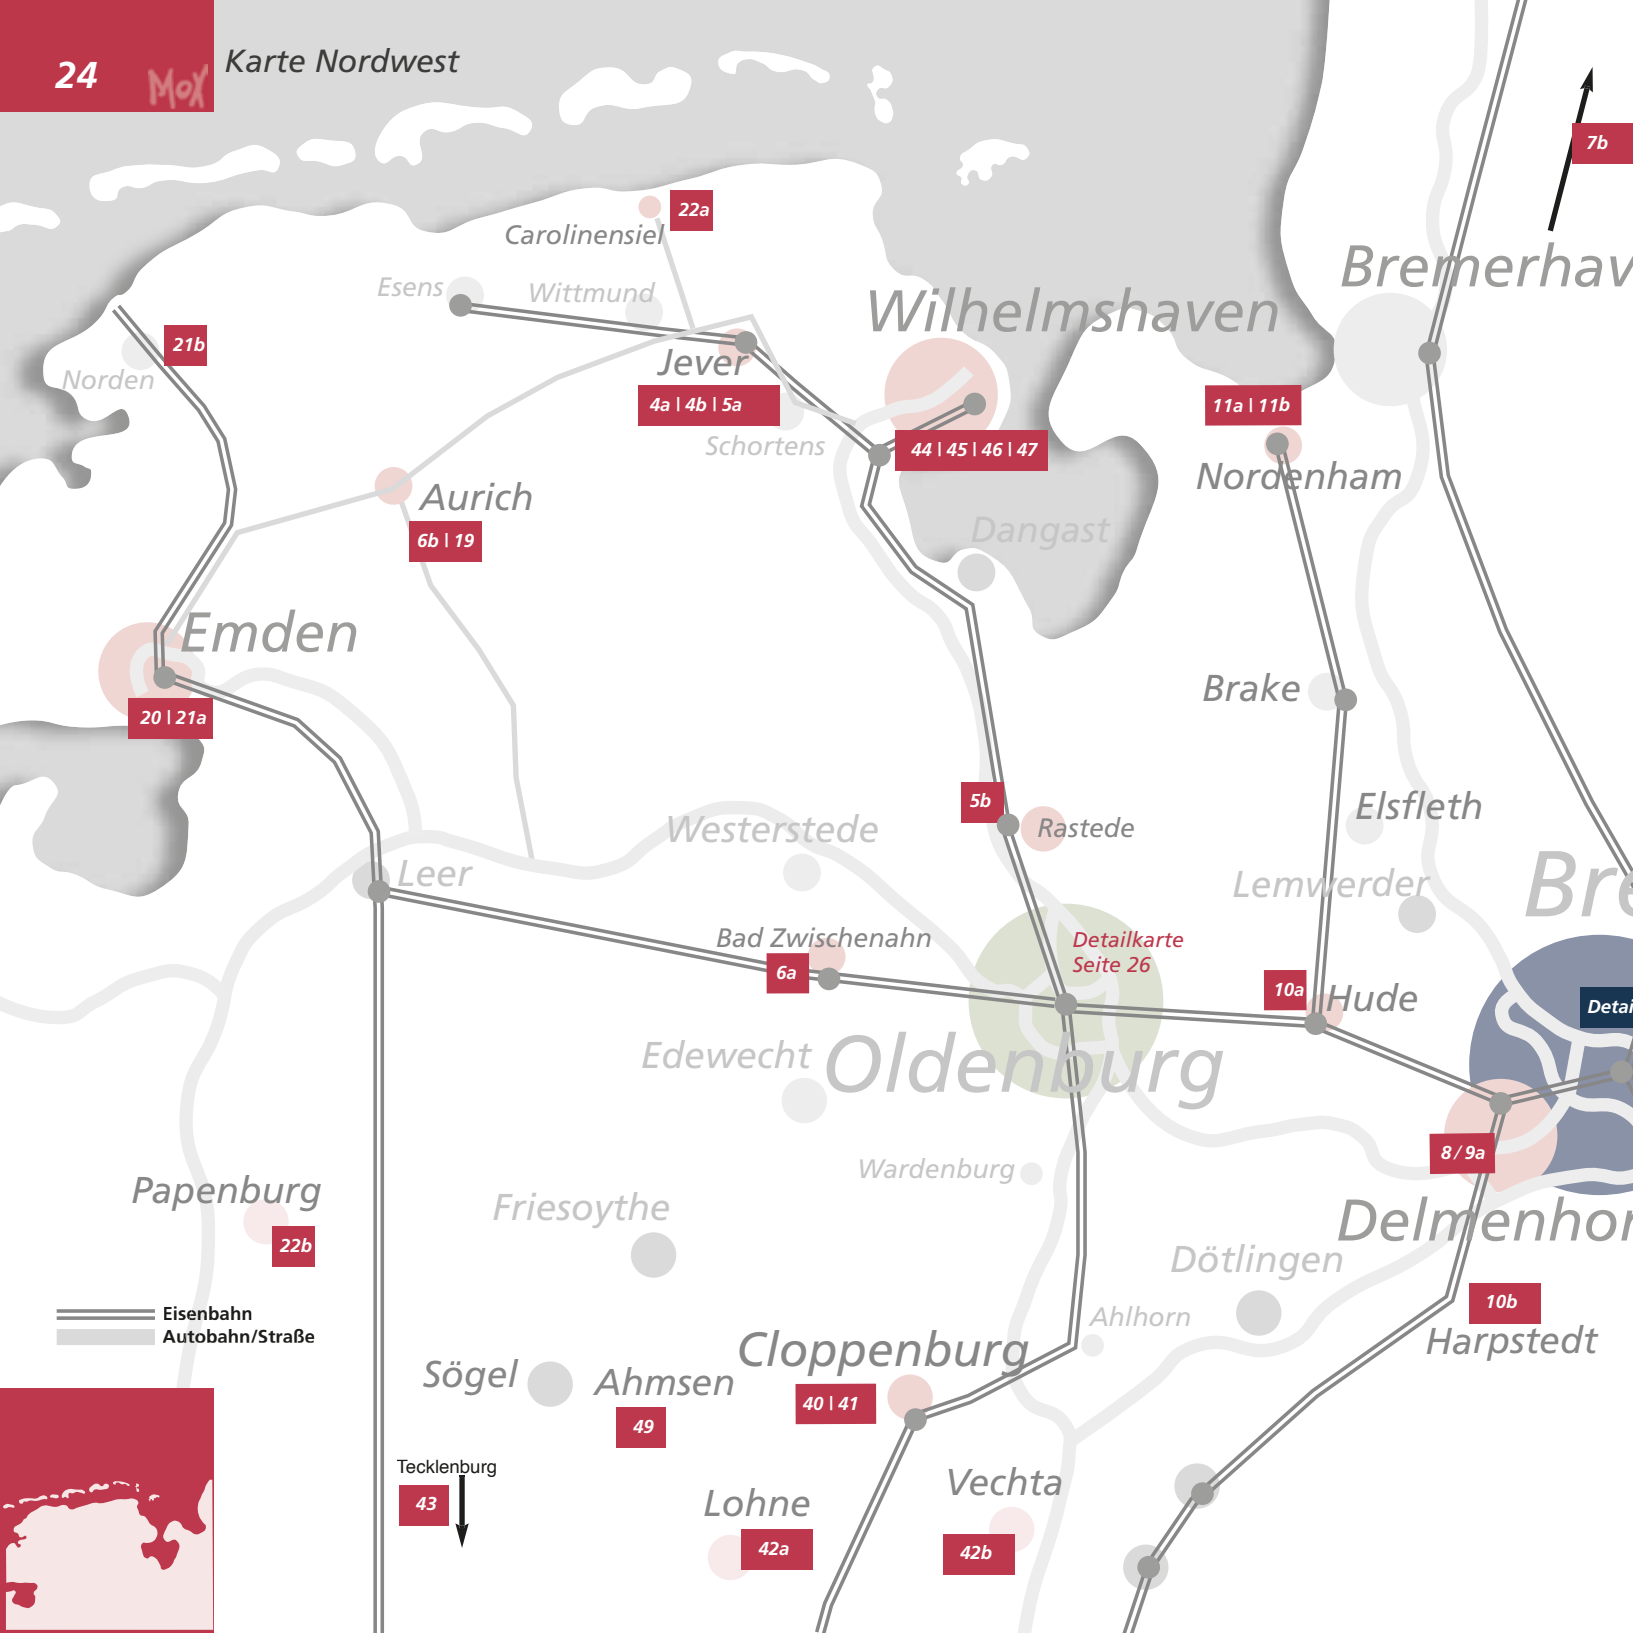 24
MoX
Karte Nordwest
7b
22a
Carolinensiel
Bremerhav
Esens
Wittmund
Wilhelmshaven
21b
Norden
Jever
4a | 4b | 5a
11a | 11b
Schortens
44 | 45 | 46 | 47
Nordenham
Aurich
6b | 19
Dangast
Emden
20 | 21a
Brake
5b
Rastede
Elsfleth
Westerstede
Leer
Lemwerder
Bre
Bad Zwischenahn
6a
Detailkarte
Seite 26
10a
Hude
Detai
Edewecht
Oldenburg
8 / 9a
Wardenburg
Papenburg
22b
Friesoythe
Delmenhor
Dötlingen
Eisenbahn
Autobahn/Straße
Ahlhorn
10b
Harpstedt
Cloppenburg
40 | 41
Sögel
Ahmsen
49
Tecklenburg
43
Lohne
42a
Vechta
42b